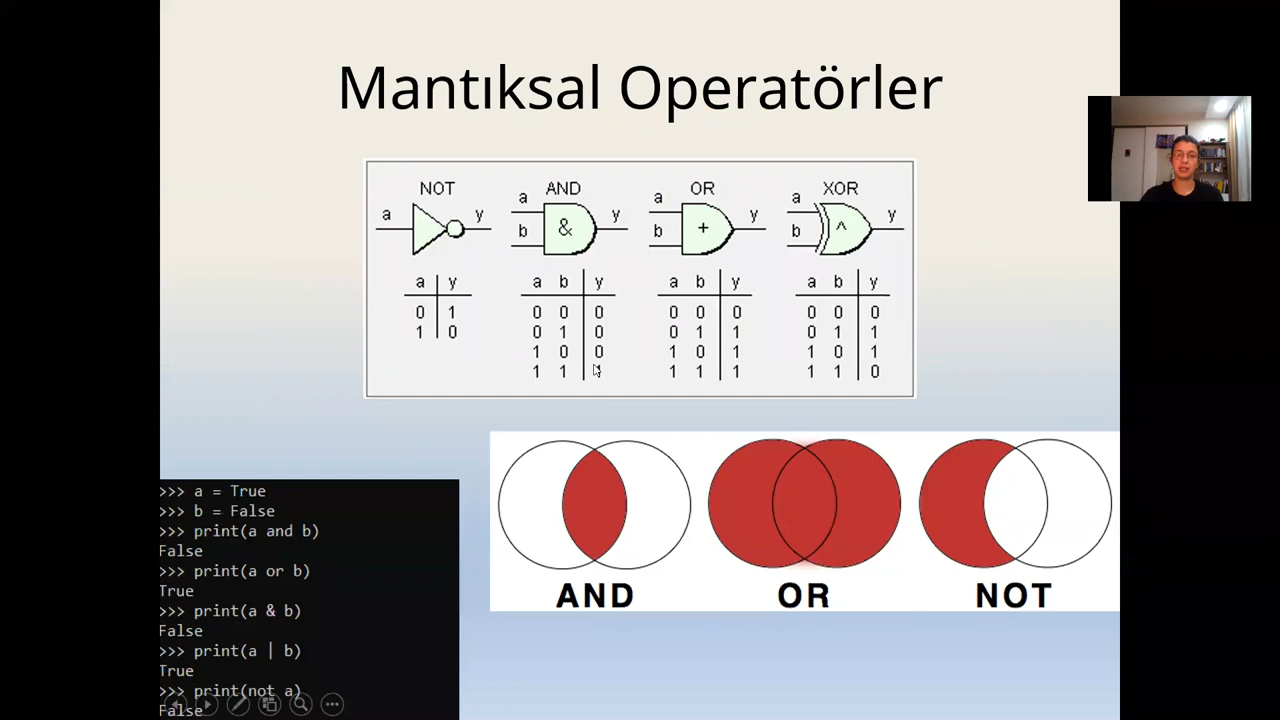 Mantıksal Operatörler
NOT AND OR XOR
a y a b & y a b + y a b ^ y
a y a b y a b y a b y
0 1 0 0 0 0 0 0 0 0 0
1 0 0 1 0 0 1 1 0 1 1
1 0 0 1 0 1 1 0 1
1 1 1 1 1 1 1 0
>>> a = True
>>> b = False
>>> print(a and b)
False
>>> print(a or b)
True
>>> print(a & b)
False
>>> print(a | b)
True
>>> print(not a)
False
AND OR NOT